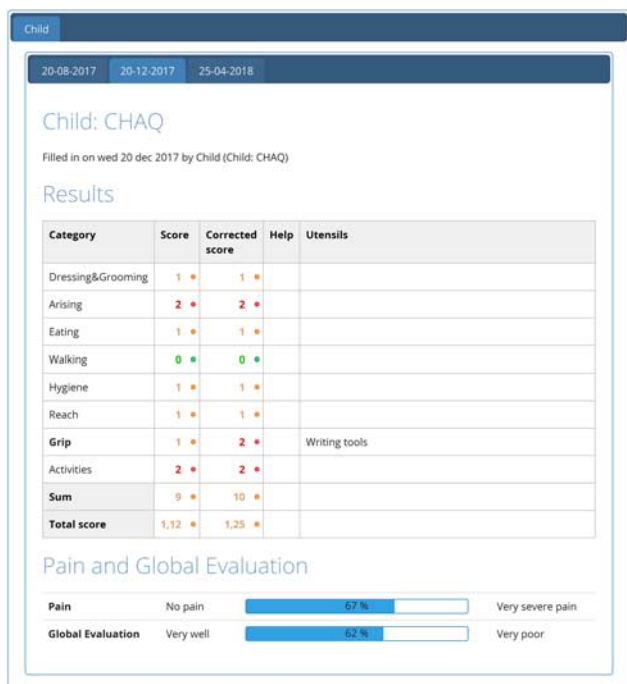 Child
20-08-2017 20-12-2017 25-04-2018
Child: CHAQ
Filled in on wed 20 dec 2017 by Child (Child: CHAQ)
Results
Category Score Corrected score Help Utensils
Dressing&Grooming 1 1
Arising 2 2
Eating 1 1
Walking 0 0
Hygiene 1 1
Reach 1 1
Grip 1 2 Writing tools
Activities 2 2
Sum 9 10
Total score 1,12 1,25
Pain and Global Evaluation
Pain No pain 67 % Very severe pain
Global Evaluation Very well 62 % Very poor